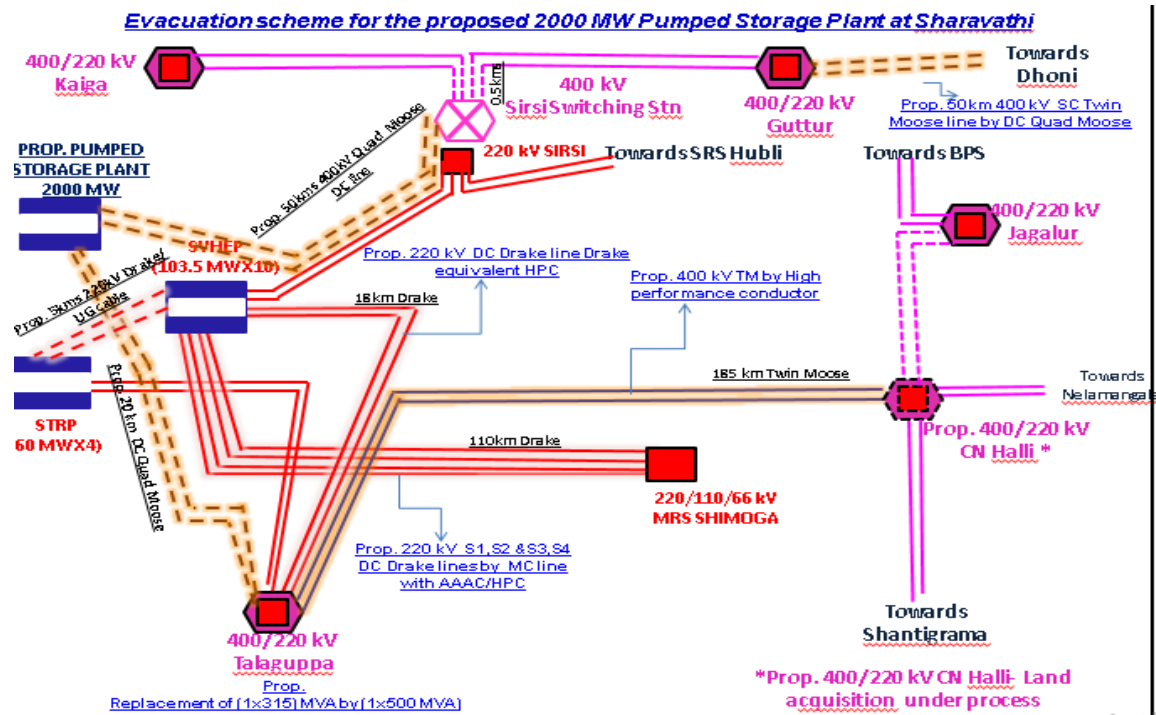 Evacuation scheme for the proposed 2000 MW Pumped Storage Plant at Sharavathi
400/220 kV
Kaiga
0.5kms
400 kV
Sirsi Switching Stn
400/220 kV
Guttur
Towards
Dhoni
Prop. 50km 400 kV SC Twin
Moose line by DC Quad Moose
PROP. PUMPED
STORAGE PLANT
2000 MW
Prop. 50kms 400kV Quad Moose
DC line
220 kV SIRSI
Towards SRS Hubli
Towards BPS
400/220
Jagalur
SVHEP
(103.5 MWX10)
Prop. 5kms 220kV Drake/
UG cable
Prop. 220 kV DC Drake line Drake
equivalent HPC
18km Drake
Prop. 400 kV TM by High
performance conductor
185 km Twin Moose
Towards
Nelamangala
STRP
60 MWX4)
Prop. 20 km DC Quad Moose
110km Drake
Prop. 400/220 kV
CN Halli *
220/110/66 kV
MRS SHIMOGA
Prop. 220 kV S1,S2 &S3,S4
DC Drake lines by MC line
with AAAC/HPC
Towards
Shantigrama
400/220 kV
Talaguppa
Prop.
Replacement of (1x315) MVA by (1x500 MVA)
*Prop. 400/220 kV CN Halli- Land
acquisition under process